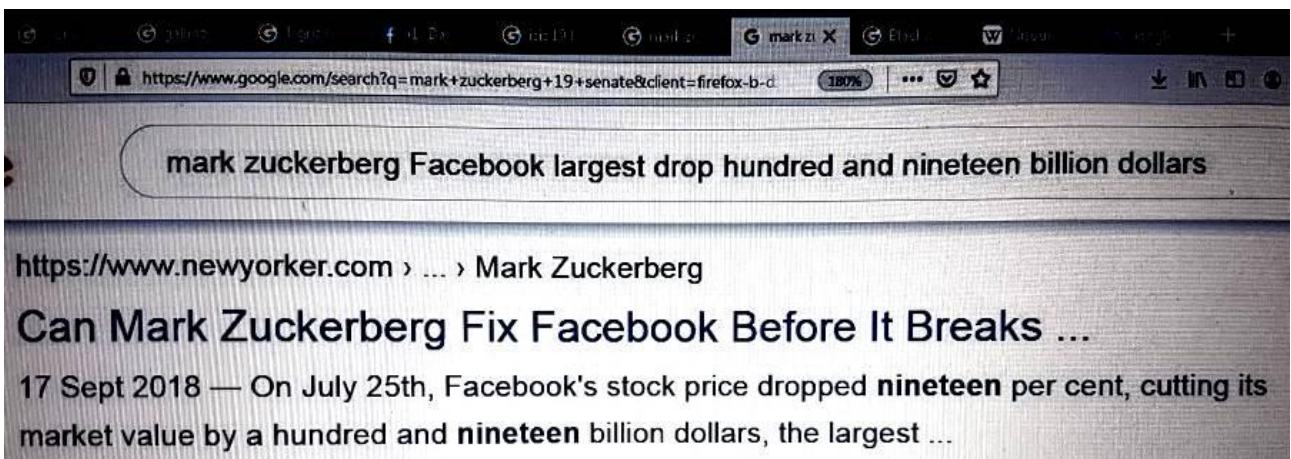 mark zi
https://www.google.com/search?q=mark+zuckerberg+19+senate&client=firefox-b-d
180%
mark zuckerberg Facebook largest drop hundred and nineteen billion dollars
https://www.newyorker.com › ... › Mark Zuckerberg
Can Mark Zuckerberg Fix Facebook Before It Breaks ...
17 Sept 2018 — On July 25th, Facebook's stock price dropped nineteen per cent, cutting its
market value by a hundred and nineteen billion dollars, the largest ...